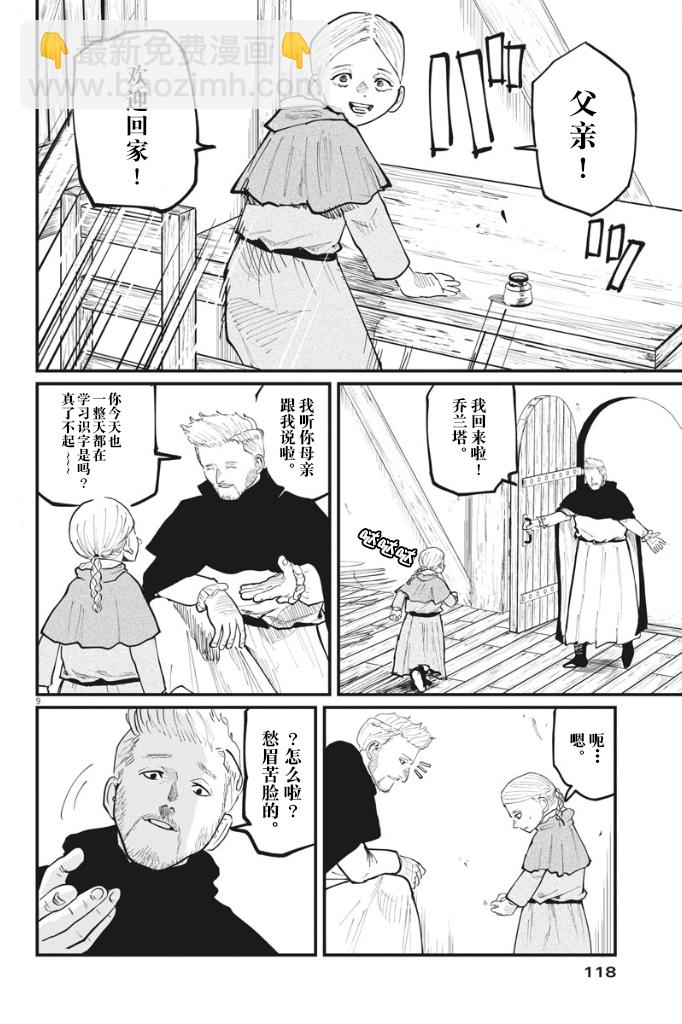 👇最新免费漫画👇
www.baozimh.com
父亲！
欢迎
回家！
我回来啦！
乔兰塔。
哒哒哒
我听你母亲
跟我说啦。
你今天也
一整天都在
学习识字是吗？
真了不起~~~
9
呃…
嗯。
？怎么啦？
愁眉苦脸的。
118